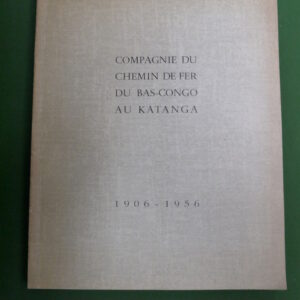 COMPAGNIE DU
CHEMIN DE FER
DU BAS-CONGO
AU KATANGA
1906 - 1956